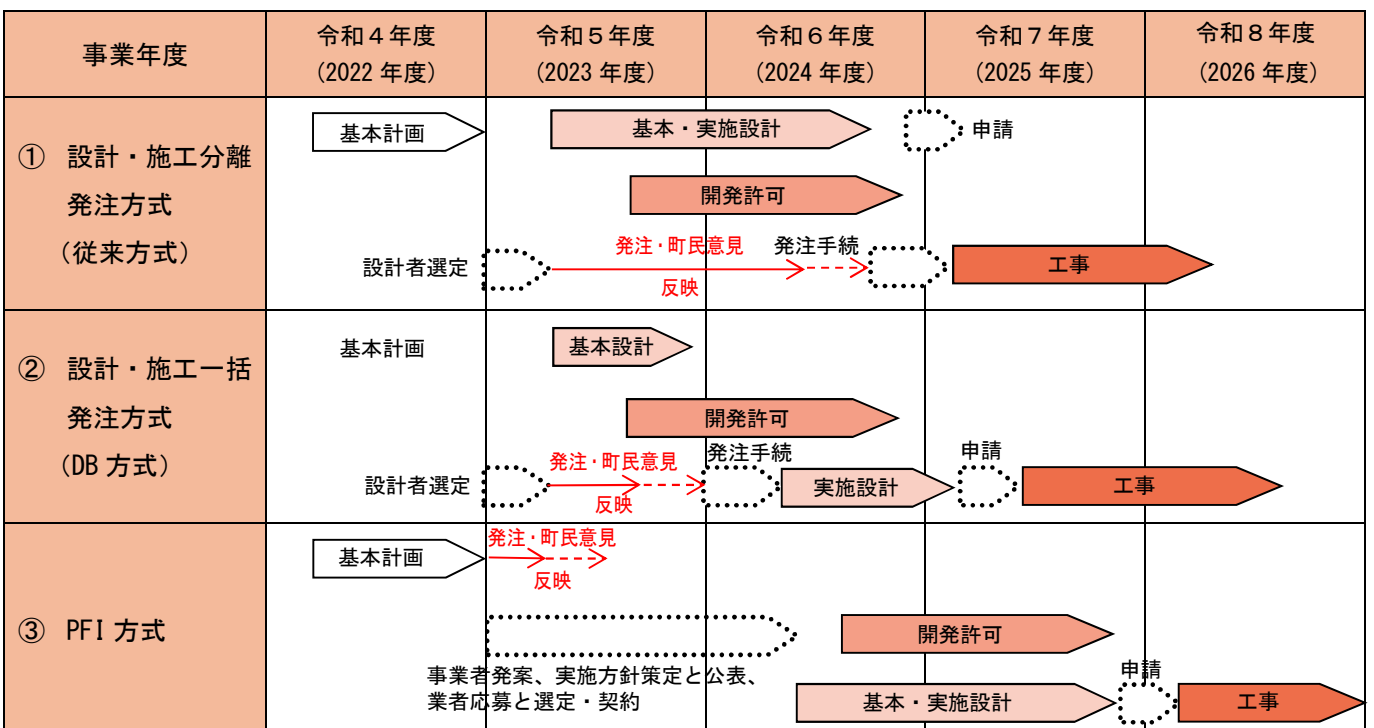 事業年度
令和４年度
（2022 年度）
令和５年度
（2023 年度）
令和６年度
（2024 年度）
令和７年度
（2025 年度）
令和８年度
（2026 年度）
① 設計・施工分離
発注方式
（従来方式）
基本計画
基本・実施設計
申請
開発許可
発注・町民意見
発注手続
設計者選定
工事
反映
② 設計・施工一括
発注方式
（DB 方式）
基本計画
基本設計
開発許可
発注手続
申請
発注・町民意見
設計者選定
実施設計
工事
反映
③ PFI 方式
発注・町民意見
基本計画
反映
開発許可
事業者発案、実施方針策定と公表、
業者応募と選定・契約
申請
基本・実施設計
工事